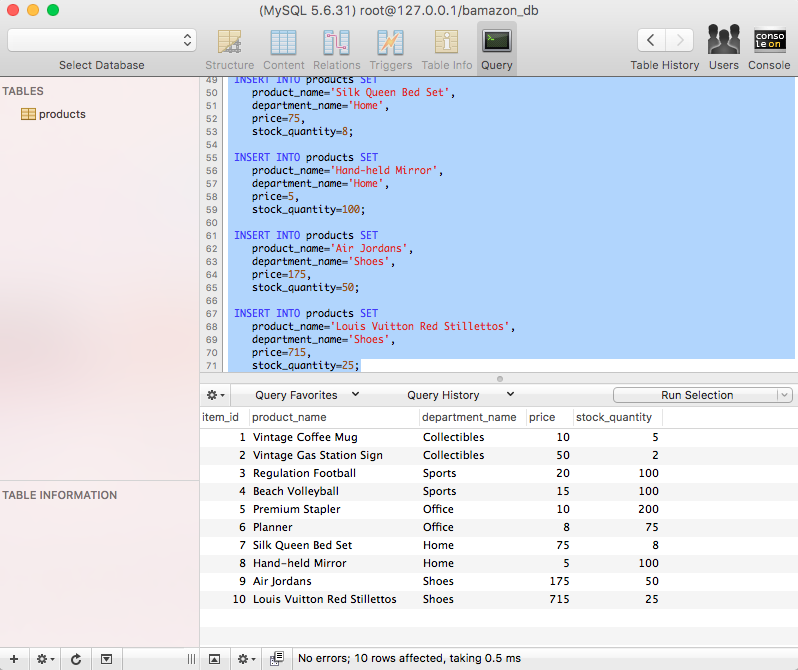 (MySQL 5.6.31) root@127.0.0.1/bamazon_db
Select Database
Structure Content Relations Triggers Table Info Query
Table History Users Console
conso
le on
TABLES
products
49 INSERT INTO products SET
50 product_name='Silk Queen Bed Set',
51 department_name='Home',
52 price=75,
53 stock_quantity=8;
54
55 INSERT INTO products SET
56 product_name='Hand-held Mirror',
57 department_name='Home',
58 price=5,
59 stock_quantity=100;
60
61 INSERT INTO products SET
62 product_name='Air Jordans',
63 department_name='Shoes',
64 price=175,
65 stock_quantity=50;
66
67 INSERT INTO products SET
68 product_name='Louis Vuitton Red Stillettos',
69 department_name='Shoes',
70 price=715,
71 stock_quantity=25;
Query Favorites Query History Run Selection
item_id product_name department_name price stock_quantity
1 Vintage Coffee Mug Collectibles 10 5
2 Vintage Gas Station Sign Collectibles 50 2
3 Regulation Football Sports 20 100
4 Beach Volleyball Sports 15 100
5 Premium Stapler Office 10 200
6 Planner Office 8 75
7 Silk Queen Bed Set Home 75 8
8 Hand-held Mirror Home 5 100
9 Air Jordans Shoes 175 50
10 Louis Vuitton Red Stillettos Shoes 715 25
TABLE INFORMATION
No errors; 10 rows affected, taking 0.5 ms